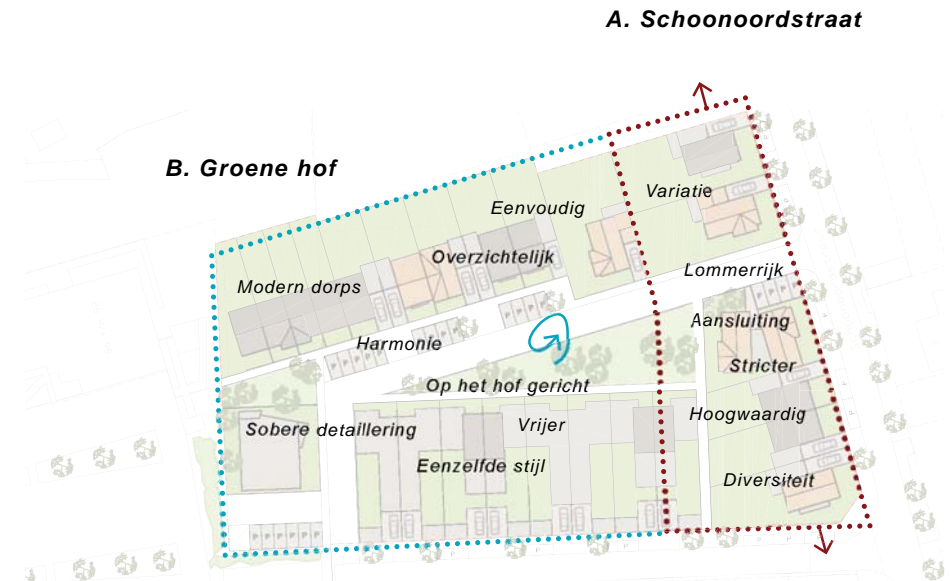 A. Schoonoordstraat
B. Groene hof
Variatie
Eenvoudig
Overzichtelijk
Lommerrijk
Modern dorps
Aansluiting
Harmonie
Stricter
Op het hof gericht
Hoogwaardig
Vrijer
Sobere detaillering
Eenzelfde stijl
Diversiteit
P P P P
P P P P P
P P P P
P P P P
P P P P P P
P P P P P